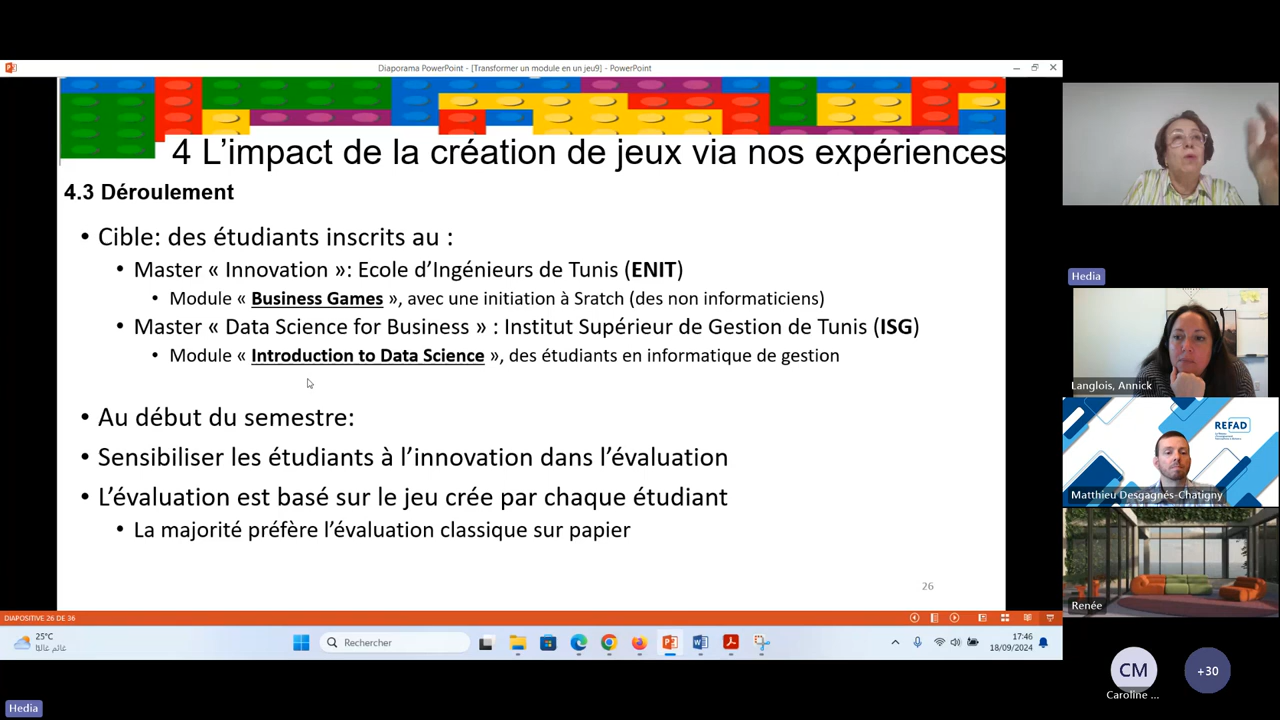 Diaporama PowerPoint - [Transformer un module en un jeu9] - PowerPoint
4 L'impact de la création de jeux via nos expériences
4.3 Déroulement
• Cible: des étudiants inscrits au :
• Master « Innovation »: Ecole d'Ingénieurs de Tunis (ENIT)
• Module « Business Games », avec une initiation à Sratch (des non informaticiens)
• Master « Data Science for Business » : Institut Supérieur de Gestion de Tunis (ISG)
• Module « Introduction to Data Science », des étudiants en informatique de gestion
• Au début du semestre:
• Sensibiliser les étudiants à l'innovation dans l'évaluation
• L'évaluation est basé sur le jeu crée par chaque étudiant
• La majorité préfère l'évaluation classique sur papier
26
DIAPOSITIVE 26 DE 36
25°C
غائم غالبًا
Rechercher
17:46
18/09/2024
Hedia
Langlois, Annick
REFAD
Matthieu Desgagnés-Chatigny
Renée
CM
Caroline ...
+30
Hedia